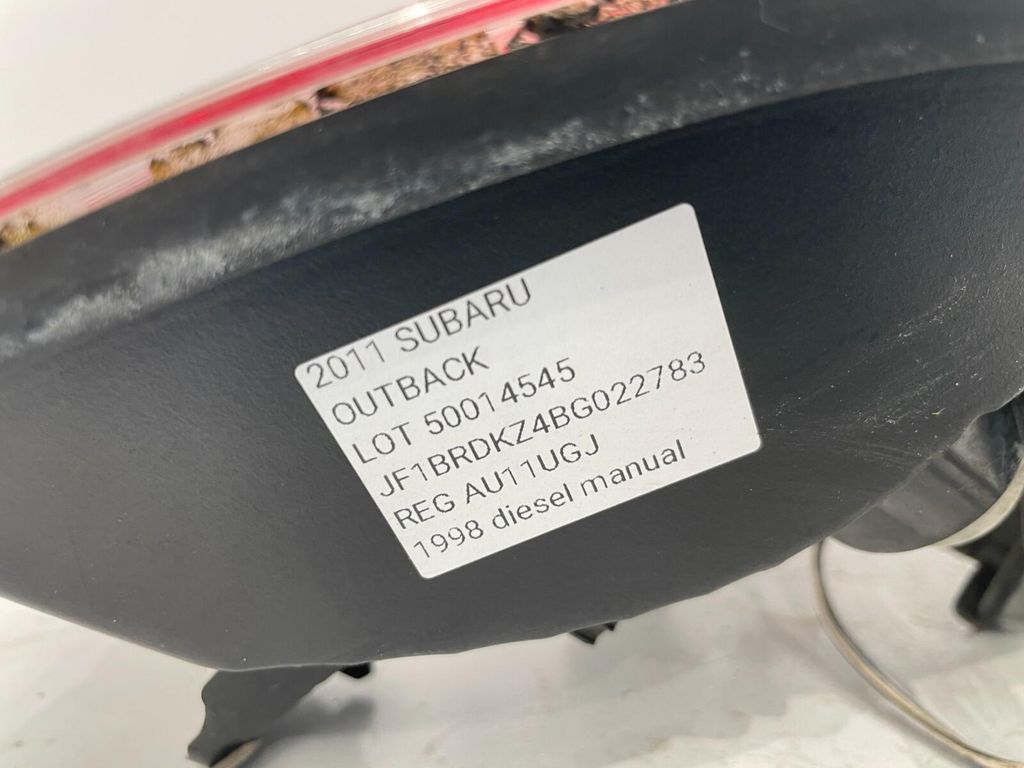 2011 SUBARU
OUTBACK
LOT 50014545
JF1BRDKZ4BG022783
REG AU11UGJ
1998 diesel manual